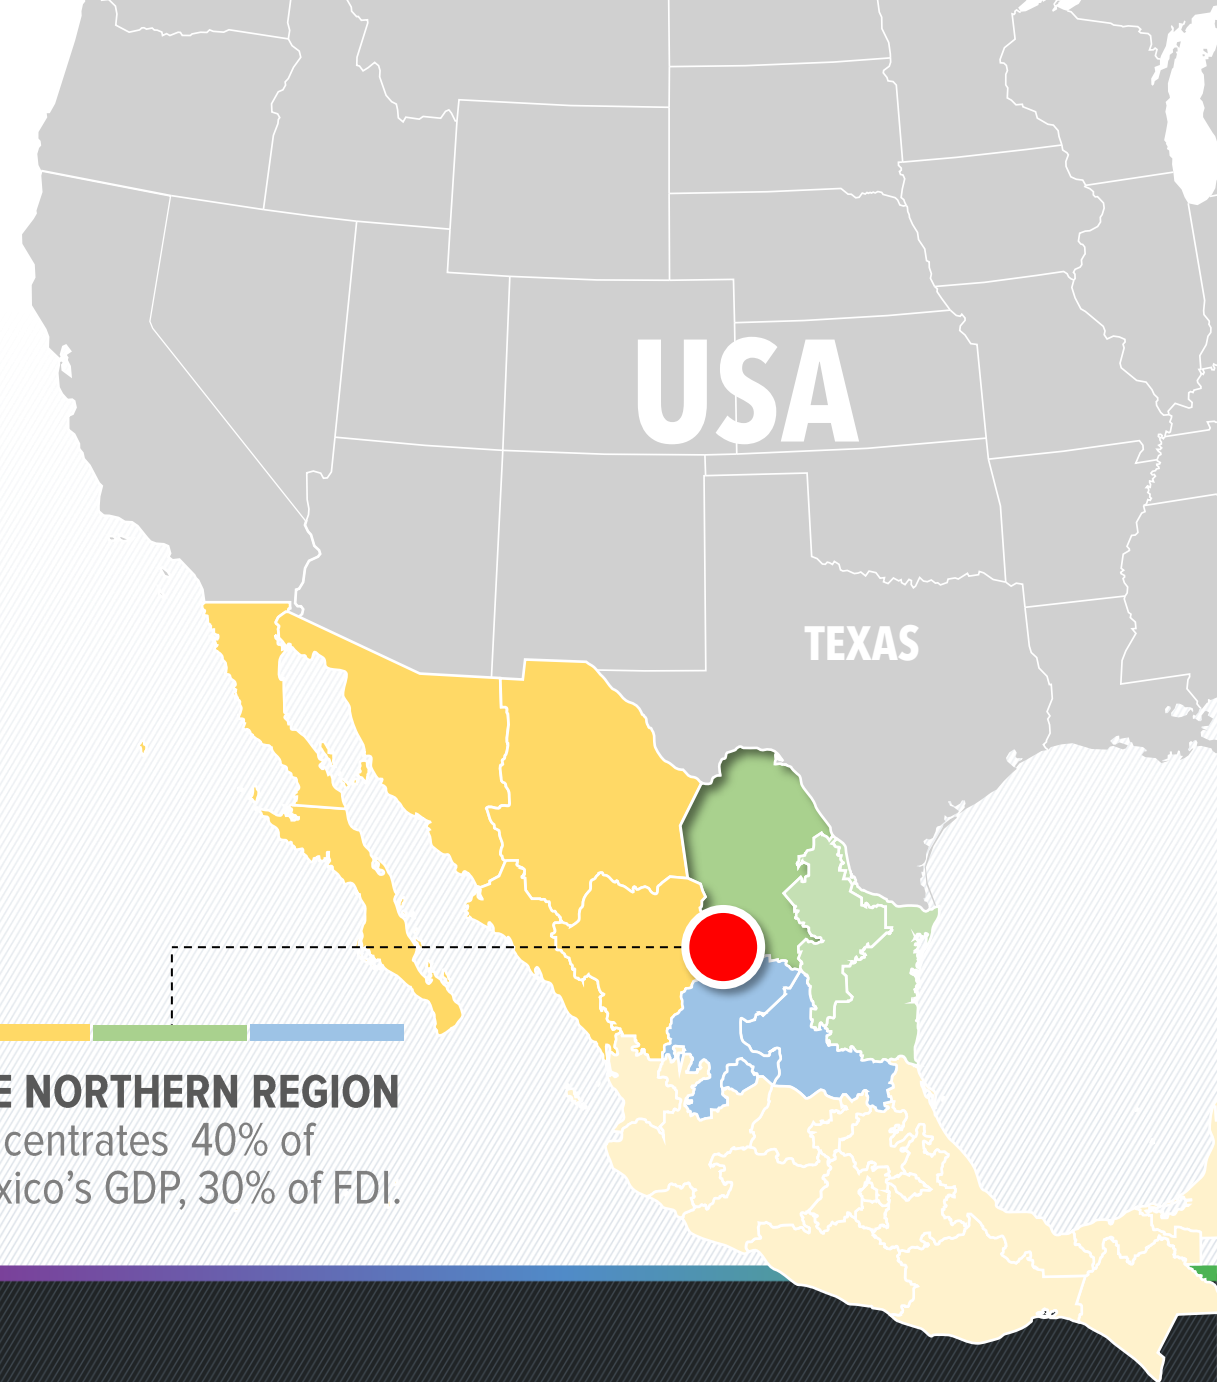 USA
TEXAS
E NORTHERN REGION
centrates 40% of
xico's GDP, 30% of FDI.